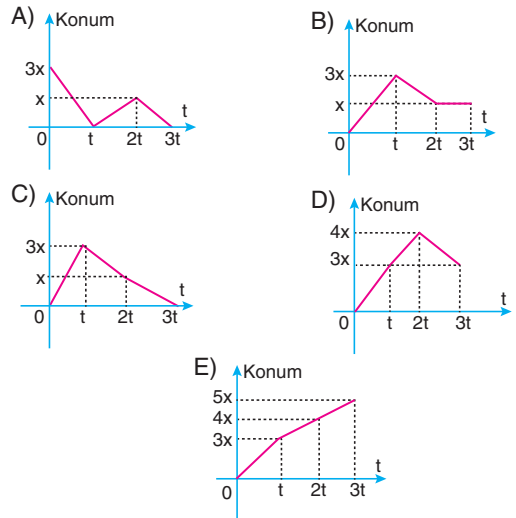 A) Konum
3x
x
t
0 t 2t 3t
B) Konum
3x
x
t
0 t 2t 3t
C) Konum
3x
x
t
0 t 2t 3t
D) Konum
4x
3x
t
0 t 2t 3t
E) Konum
5x
4x
3x
t
0 t 2t 3t